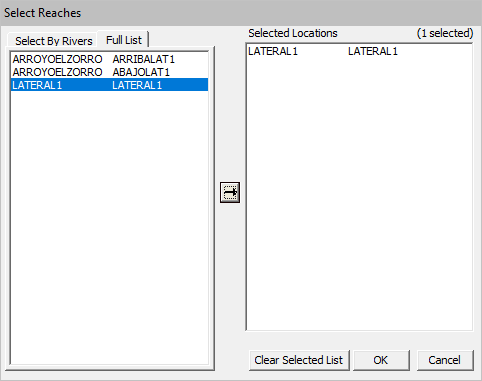 Select Reaches
Select By Rivers Full List
ARROYOELZORRO ARRIBALAT1
ARROYOELZORRO ABAJOLAT1
LATERAL1 LATERAL1
Selected Locations (1 selected)
LATERAL1 LATERAL1
Clear Selected List OK Cancel